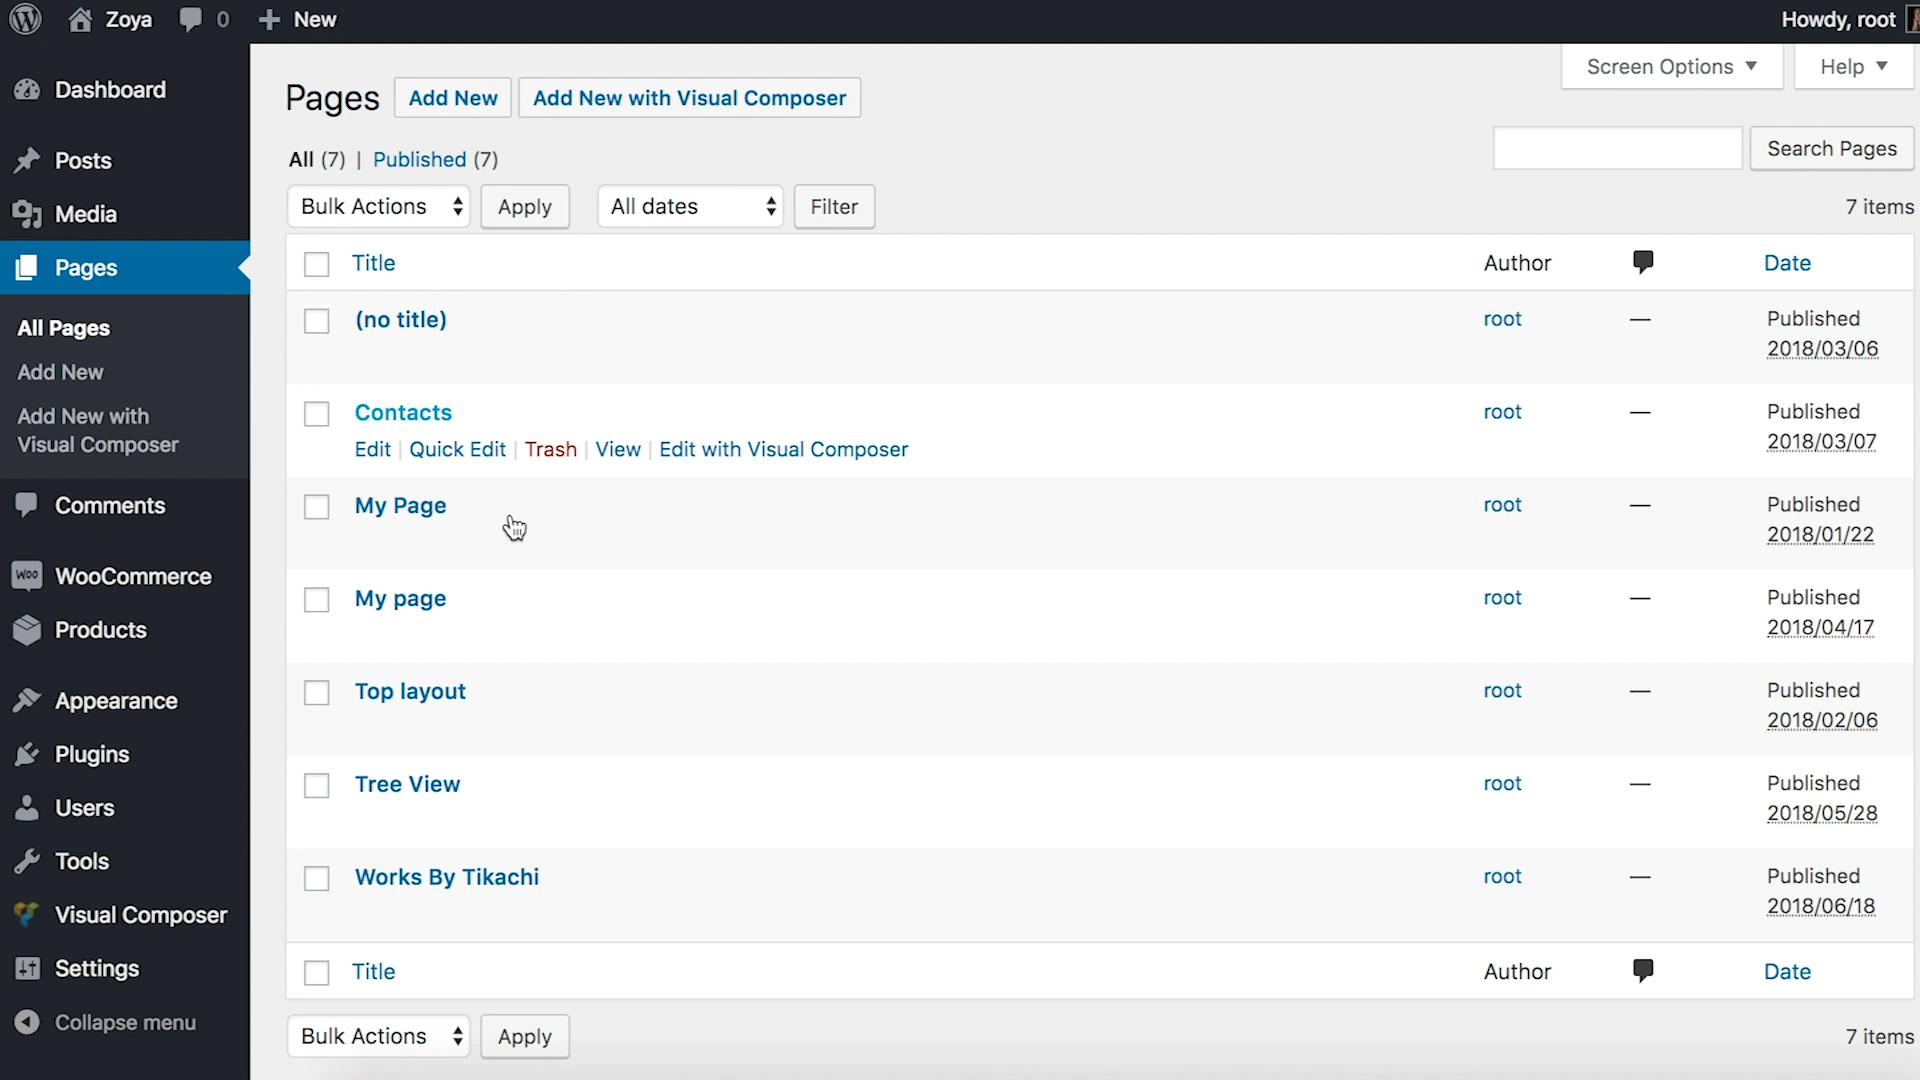 Zoya 0 New Howdy, root
Dashboard
Posts
Media
Pages
All Pages
Add New
Add New with
Visual Composer
Comments
WOO WooCommerce
Products
Appearance
Plugins
Users
Tools
Visual Composer
Settings
Collapse menu
Screen Options Help
Pages Add New Add New with Visual Composer
All (7) | Published (7)
Search Pages
Bulk Actions Apply All dates Filter 7 items
Title Author Date
(no title) root — Published
2018/03/06
Contacts root — Published
2018/03/07
Edit | Quick Edit | Trash | View | Edit with Visual Composer
My Page root — Published
2018/01/22
My page root — Published
2018/04/17
Top layout root — Published
2018/02/06
Tree View root — Published
2018/05/28
Works By Tikachi root — Published
2018/06/18
Title Author Date
Bulk Actions Apply 7 items